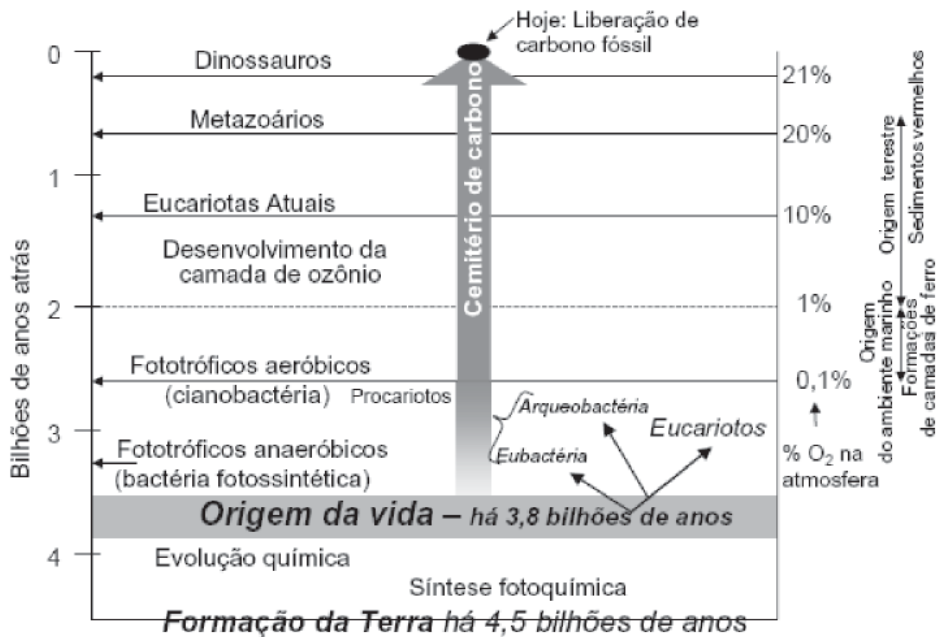 Hoje: Liberação de
carbono fóssil
0
Dinossauros
21%
Metazoários
20%
1
Eucariotas Atuais
10%
Desenvolvimento da
camada de ozônio
2
1%
Fototróficos aeróbicos
(cianobactéria)
Procariotos
0,1%
Arqueobactéria
Eucariotos
3
Fototróficos anaeróbicos
(bactéria fotossintética)
Eubactéria
% O2 na
atmosfera
Origem da vida – há 3,8 bilhões de anos
4
Evolução química
Síntese fotoquímica
Formação da Terra há 4,5 bilhões de anos
Bilhões de anos atrás
Cemitério de carbono
Origem terestre
Sedimentos vermelhos
Origem
do ambiente marinho
Formações
de camadas de ferro